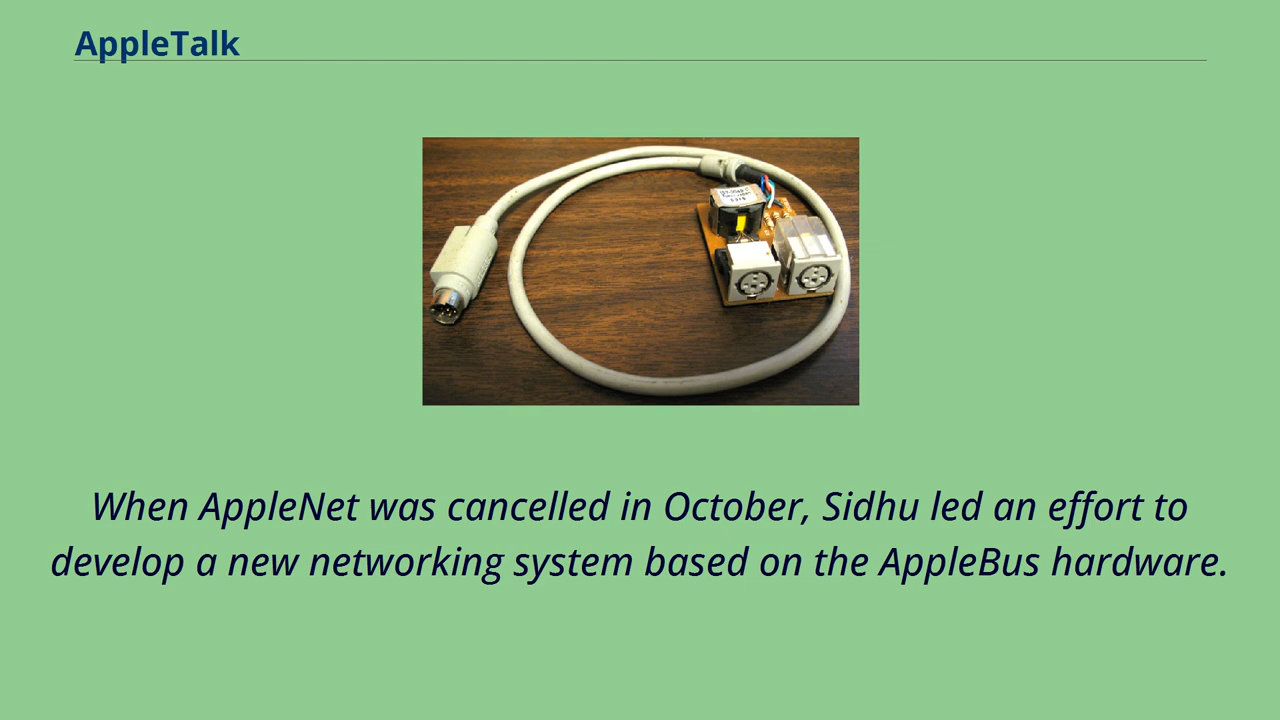 AppleTalk
When AppleNet was cancelled in October, Sidhu led an effort to
develop a new networking system based on the AppleBus hardware.